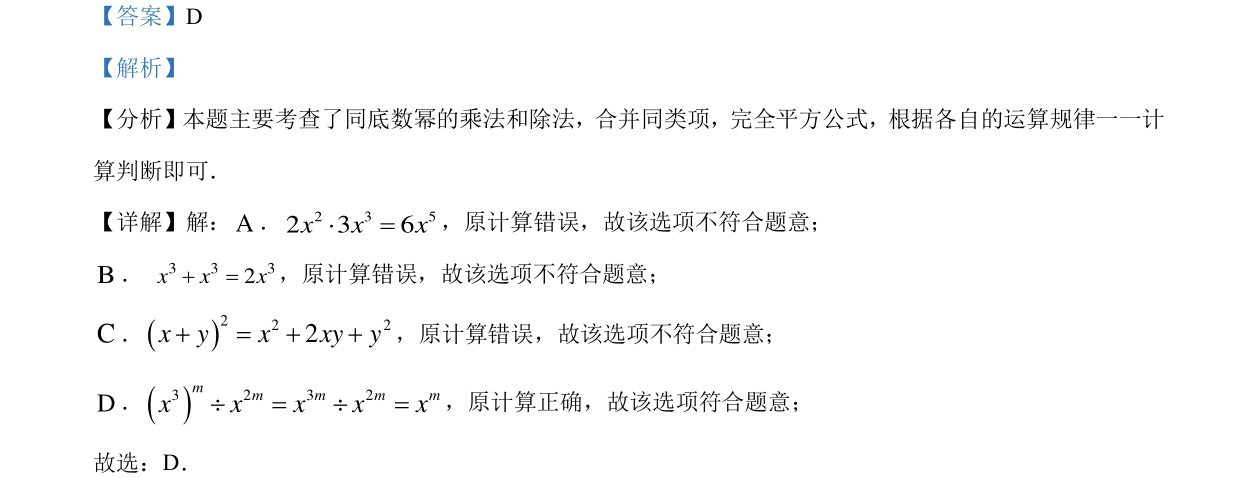 【答案】D
【解析】
【分析】本题主要考查了同底数幂的乘法和除法，合并同类项，完全平方公式，根据各自的运算规律一一计
算判断即可．
【详解】解：A．2x²·3x³=6x⁵，原计算错误，故该选项不符合题意；
B． x³+x³=2x³，原计算错误，故该选项不符合题意；
C．(x+y)²=x²+2xy+y²，原计算错误，故该选项不符合题意；
D．(x³)ᵐ÷x²ᵐ=x³ᵐ÷x²ᵐ=xᵐ，原计算正确，故该选项符合题意；
故选：D．